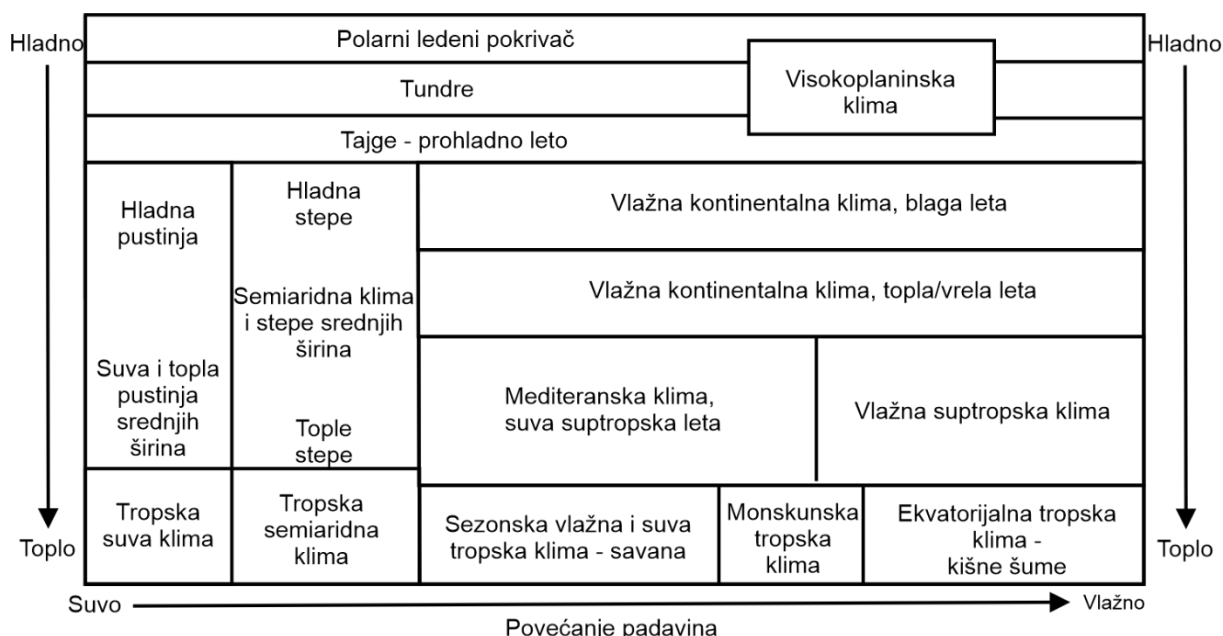 Hladno
Polarni ledeni pokrivač
Hladno
Tundre
Visokoplaninska
klima
Tajge - prohladno leto
Hladna
pustinja
Hladna
stepe
Vlažna kontinentalna klima, blaga leta
Semiaridna klima
i stepe srednjih
širina
Vlažna kontinentalna klima, topla/vrela leta
Suva i topla
pustinja
srednjih
širina
Tople
stepe
Mediteranska klima,
suva suptropska leta
Vlažna suptropska klima
Toplo
Tropska
suva klima
Tropska
semiaridna
klima
Sezonska vlažna i suva
tropska klima - savana
Monskunska
tropska
klima
Ekvatorijalna tropska
klima -
kišne šume
Toplo
Suvo
Povećanje padavina
Vlažno